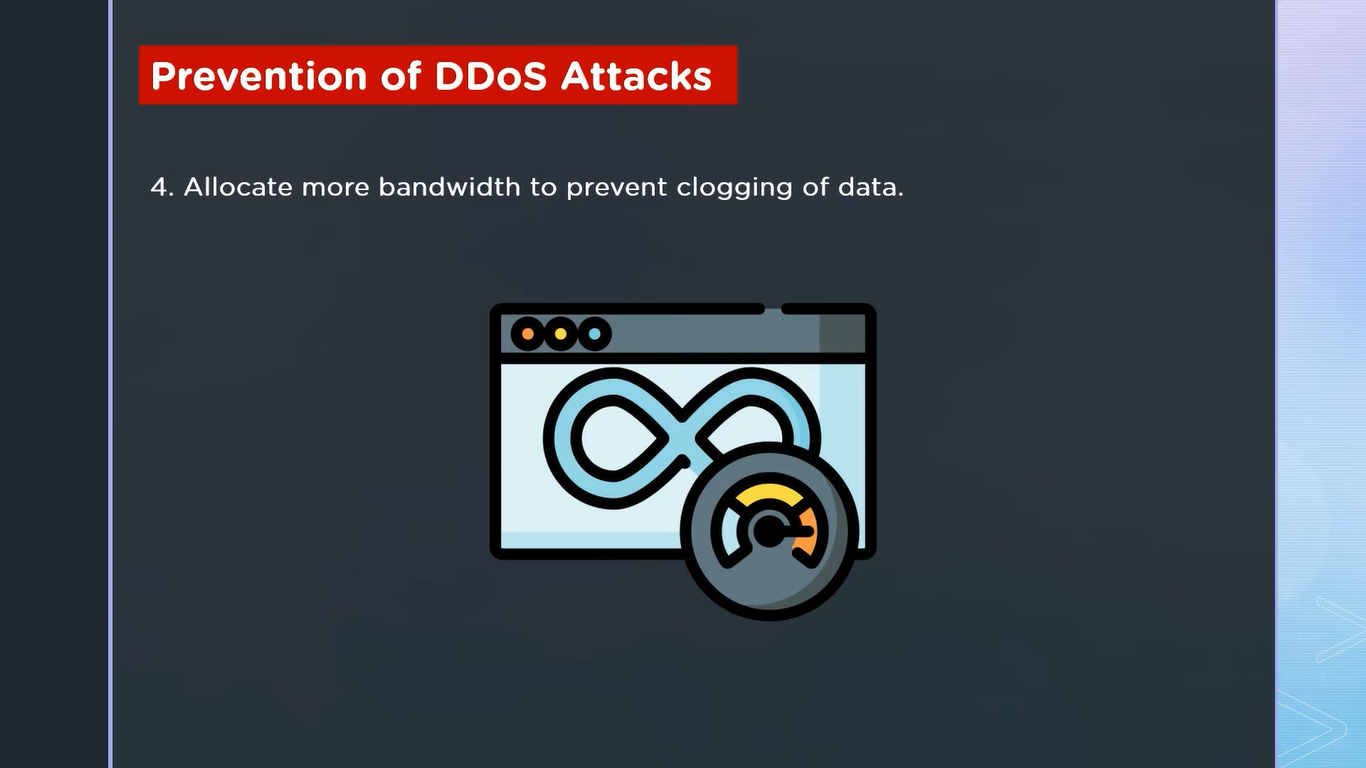 Prevention of DDoS Attacks
4. Allocate more bandwidth to prevent clogging of data.